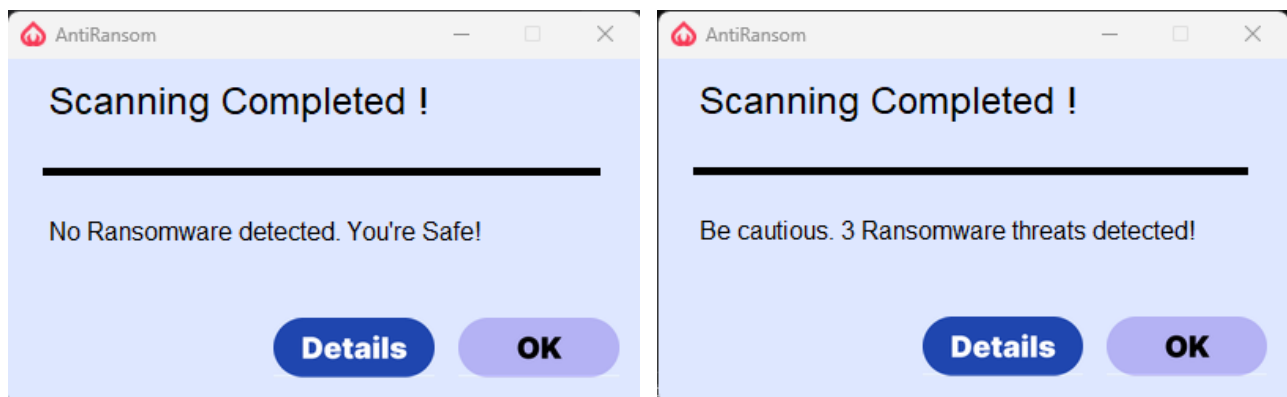 AntiRansom
Scanning Completed !
No Ransomware detected. You're Safe!
Details
OK
AntiRansom
Scanning Completed !
Be cautious. 3 Ransomware threats detected!
Details
OK